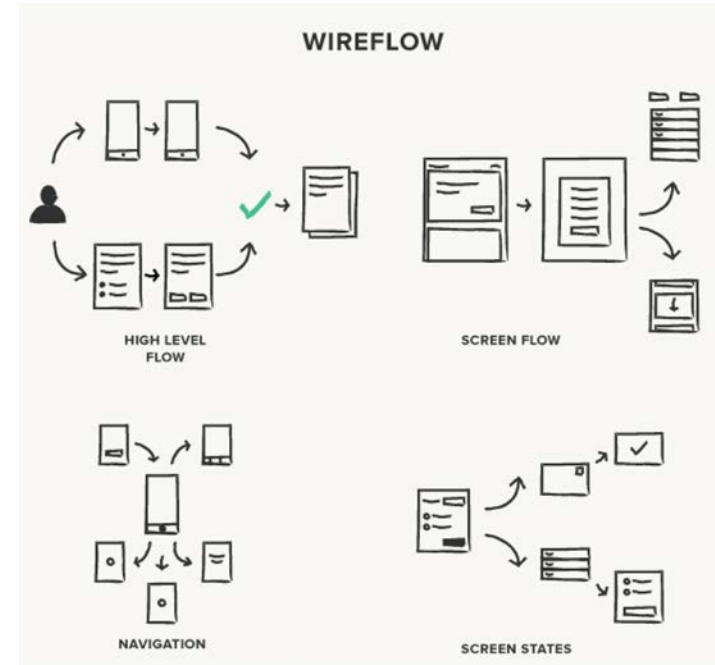 WIREFLOW
HIGH LEVEL
FLOW
SCREEN FLOW
NAVIGATION
SCREEN STATES